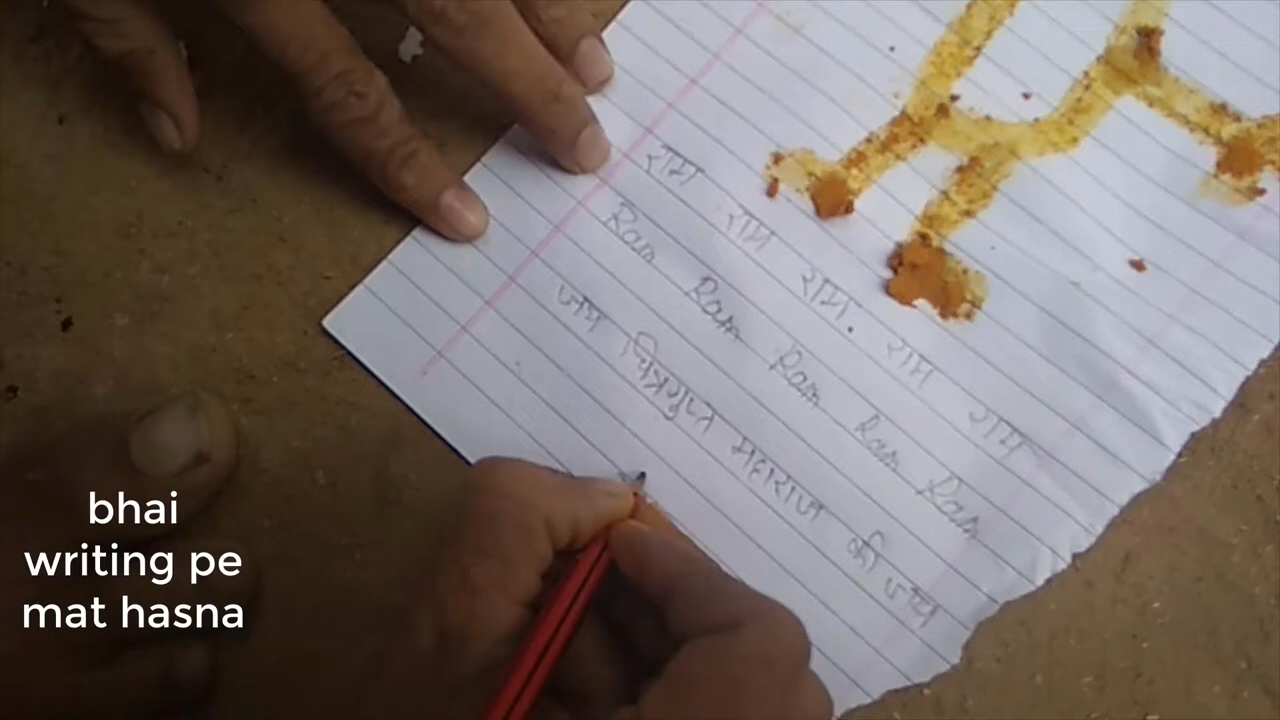 राम राम राम. राम राम
Ram Ram Ram Ram Ram
जय चित्रगुप्त महाराज की जय
bhai
writing pe
mat hasna